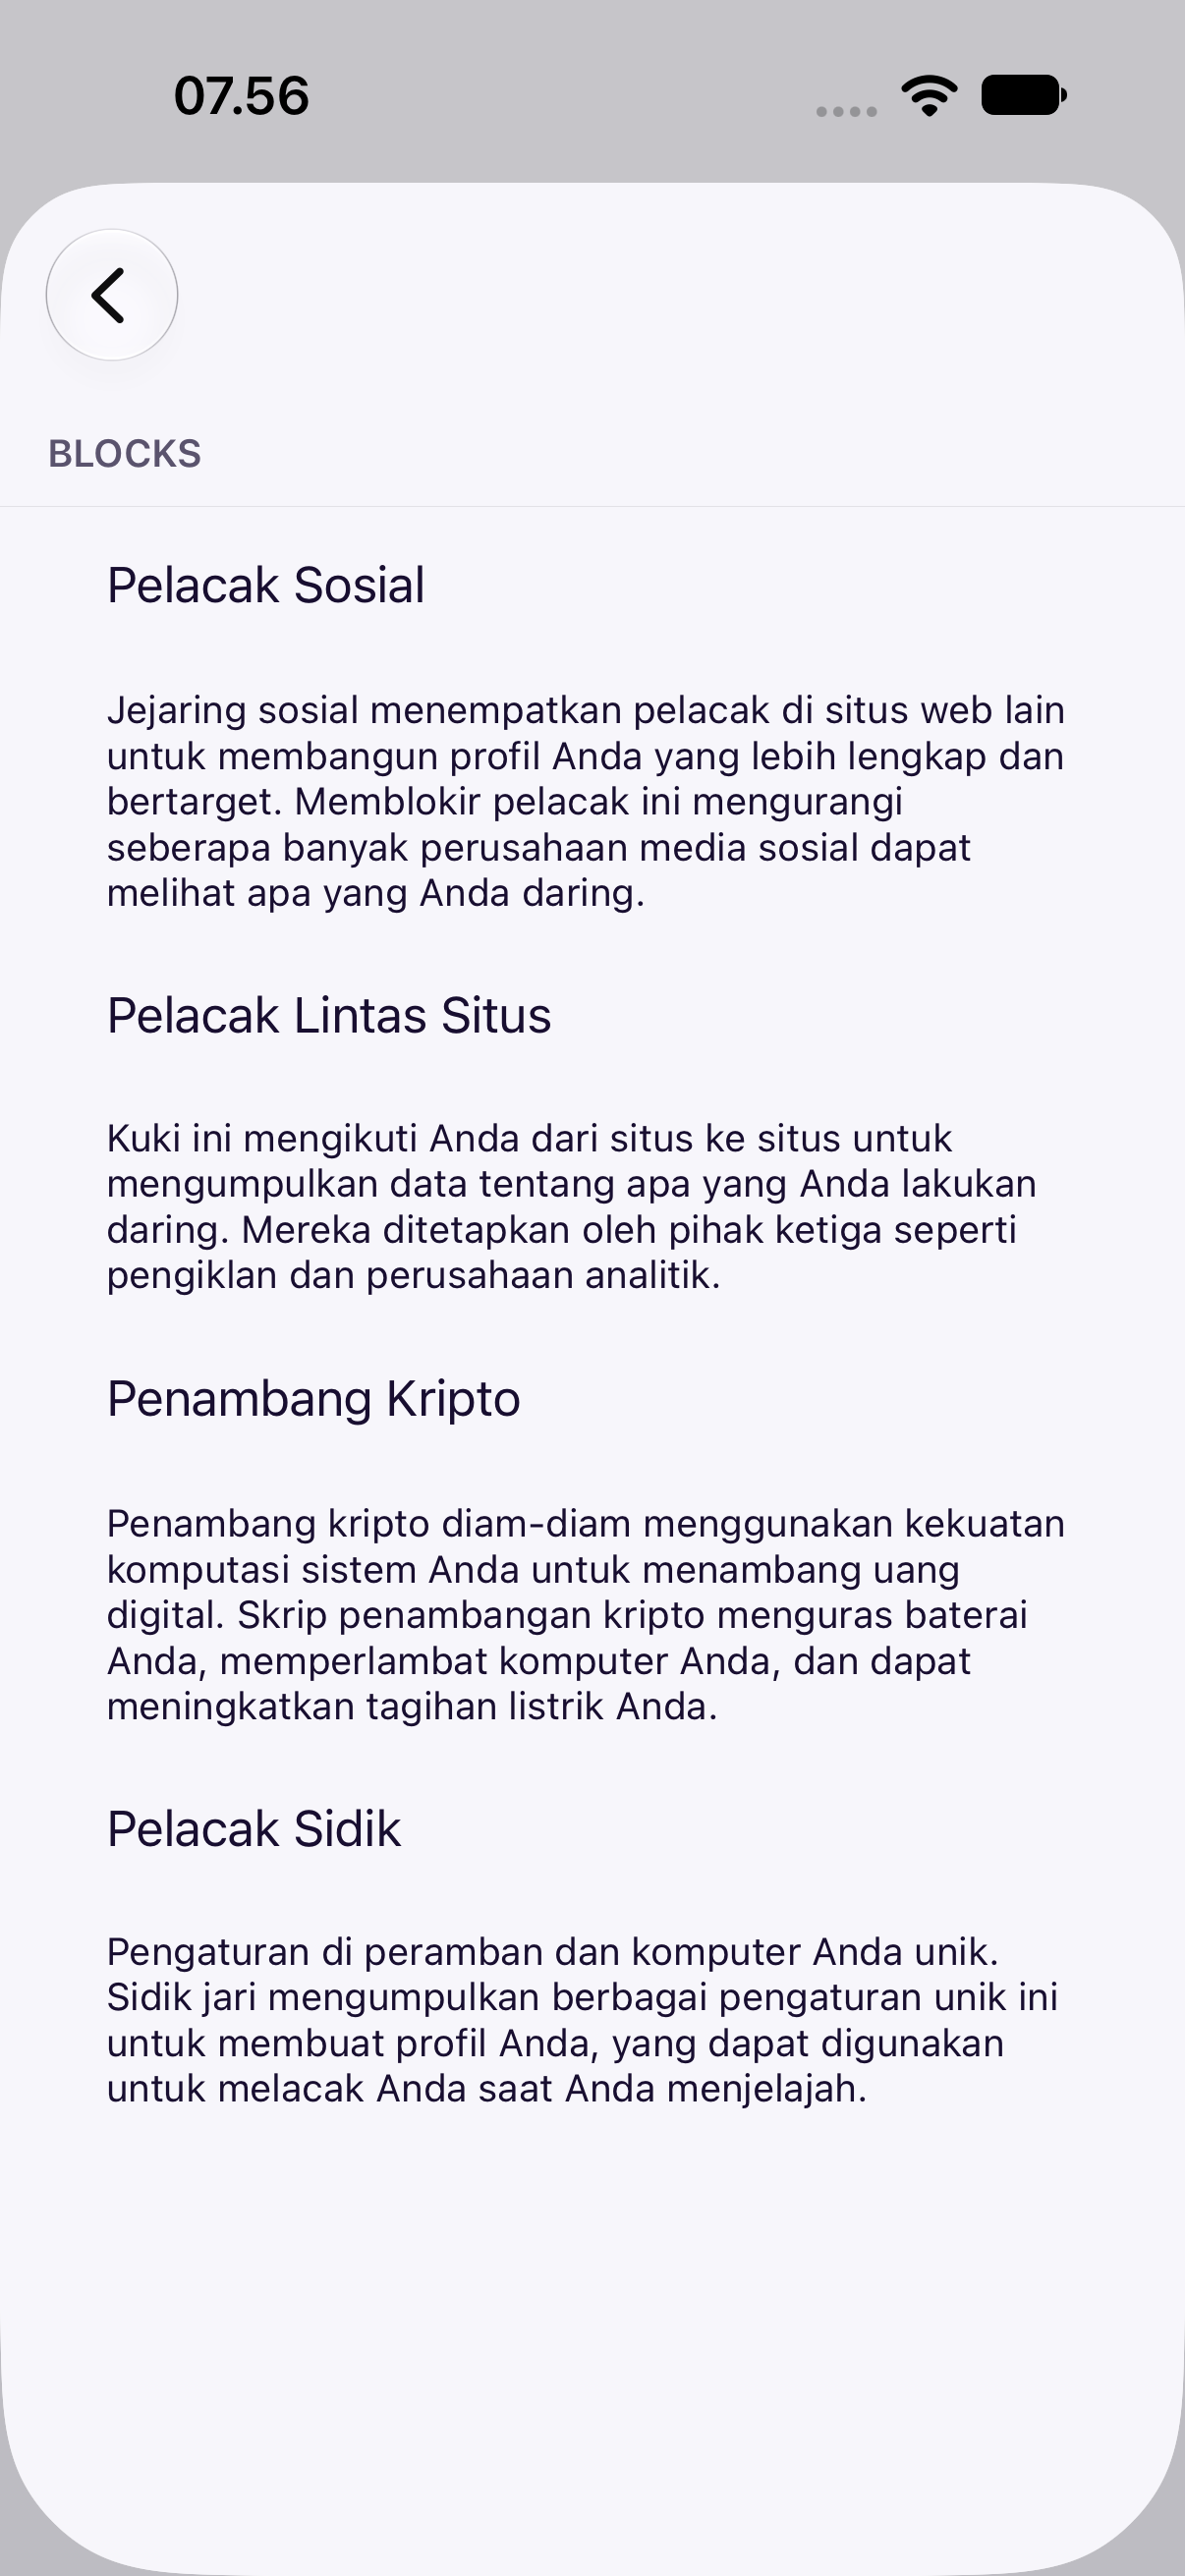 07.56
BLOCKS
Pelacak Sosial
Jejaring sosial menempatkan pelacak di situs web lain
untuk membangun profil Anda yang lebih lengkap dan
bertarget. Memblokir pelacak ini mengurangi
seberapa banyak perusahaan media sosial dapat
melihat apa yang Anda daring.
Pelacak Lintas Situs
Kuki ini mengikuti Anda dari situs ke situs untuk
mengumpulkan data tentang apa yang Anda lakukan
daring. Mereka ditetapkan oleh pihak ketiga seperti
pengiklan dan perusahaan analitik.
Penambang Kripto
Penambang kripto diam-diam menggunakan kekuatan
komputasi sistem Anda untuk menambang uang
digital. Skrip penambangan kripto menguras baterai
Anda, memperlambat komputer Anda, dan dapat
meningkatkan tagihan listrik Anda.
Pelacak Sidik
Pengaturan di peramban dan komputer Anda unik.
Sidik jari mengumpulkan berbagai pengaturan unik ini
untuk membuat profil Anda, yang dapat digunakan
untuk melacak Anda saat Anda menjelajah.